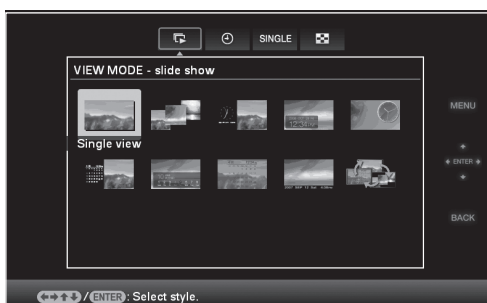 SINGLE
VIEW MODE - slide show
MENU
Single view
ENTER
BACK
/ ENTER : Select style.